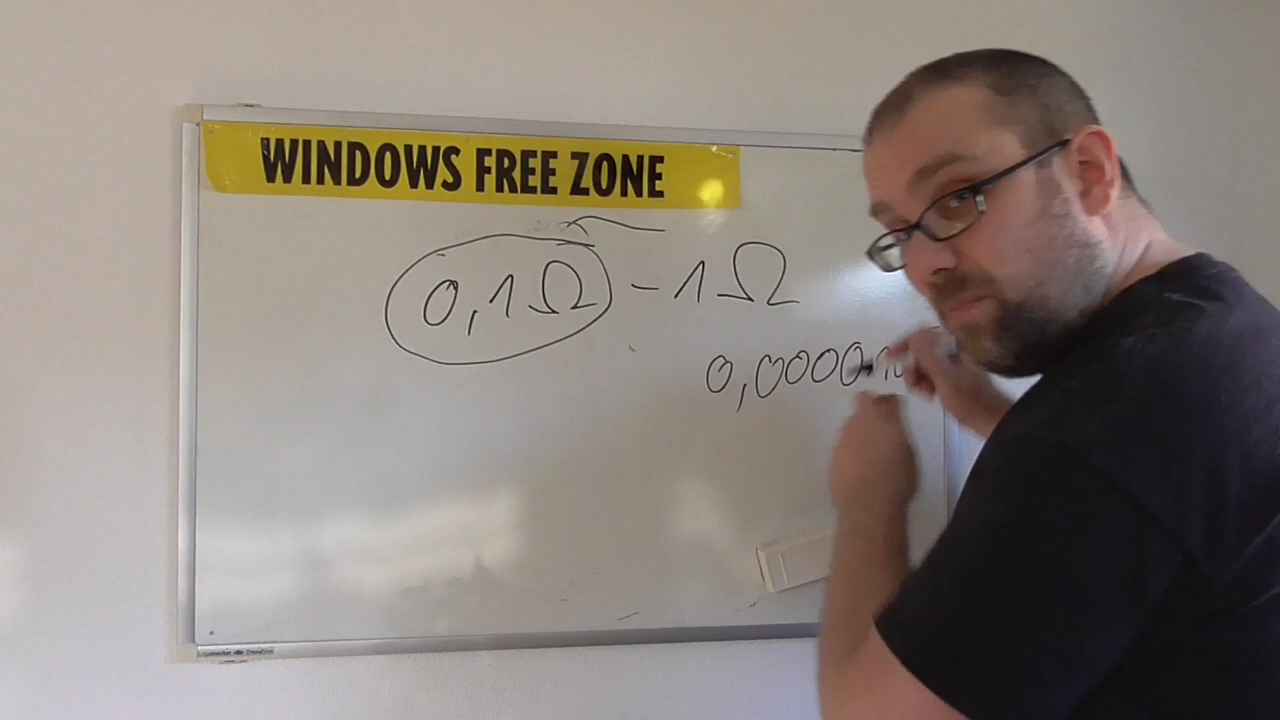 WINDOWS FREE ZONE
0,1Ω - 1Ω
0,0000